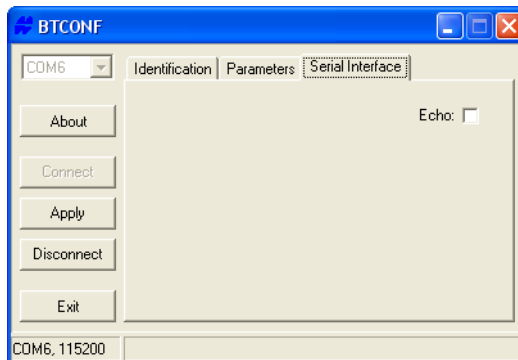 BTCONF
COM6
Identification Parameters Serial Interface
Echo:
About
Connect
Apply
Disconnect
Exit
COM6, 115200